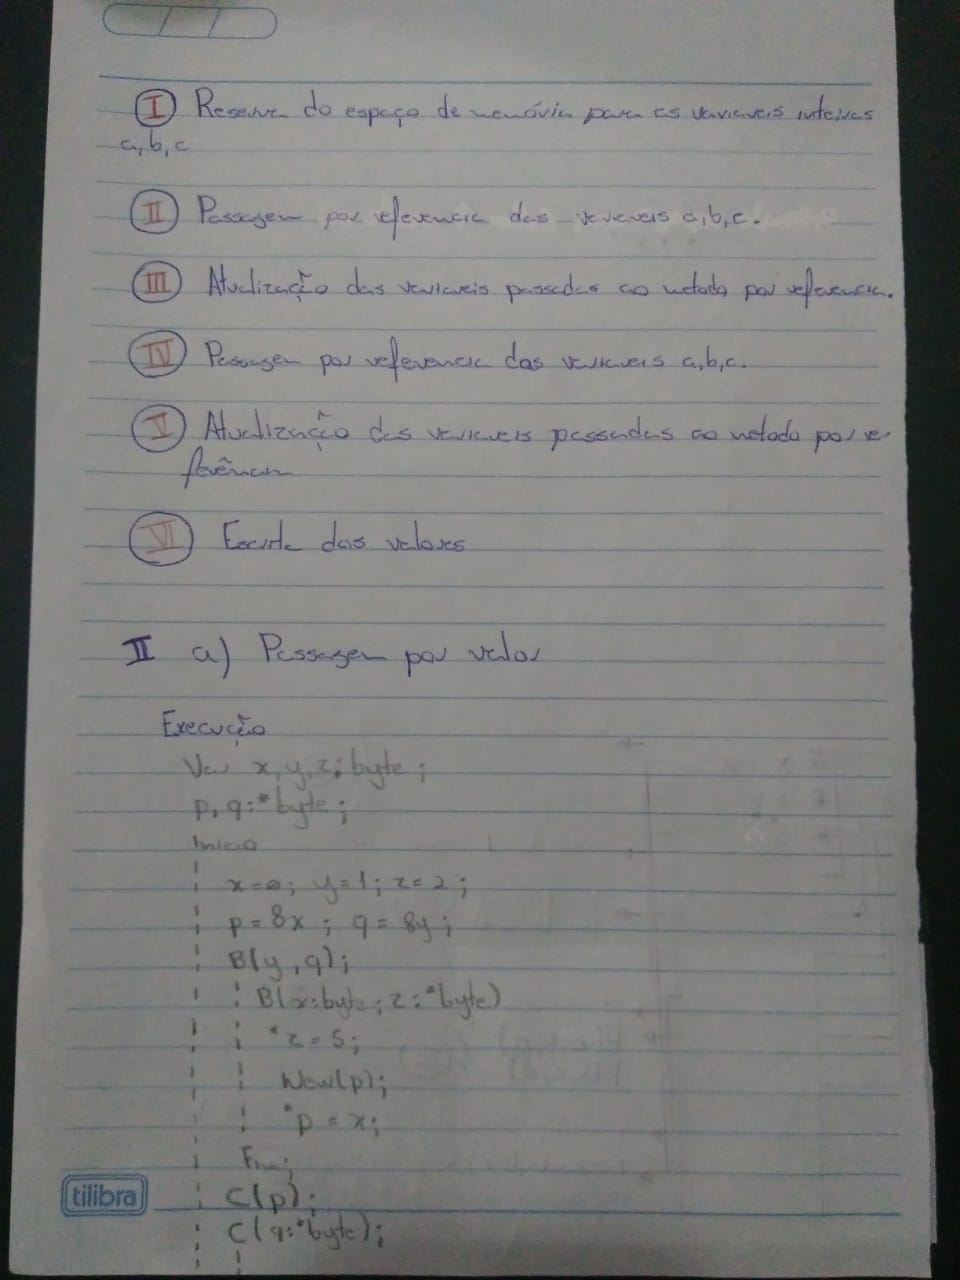 I Reserva do espaço de memória para as variaveis inteiras
a, b, c
II Passagem por referencia das variaveis a, b, c.
III Atualização das variaveis passadas ao metodo por referencia.
IV Passagem por referencia das variaveis a, b, c.
V Atualização das variaveis passadas ao metodo por re-
ferência
VI Escrita dos valores
II a) Passagem por valor
Execução
Var x, y, z: byte;
p, q:*byte;
Inicio
x=0; y=1; z=2;
p=&x; q=&y;
B(y, q);
B(x:byte; z:*byte)
*z=5;
New(p);
*p=x;
Fim;
C(p);
C(q:*byte);
tilibra